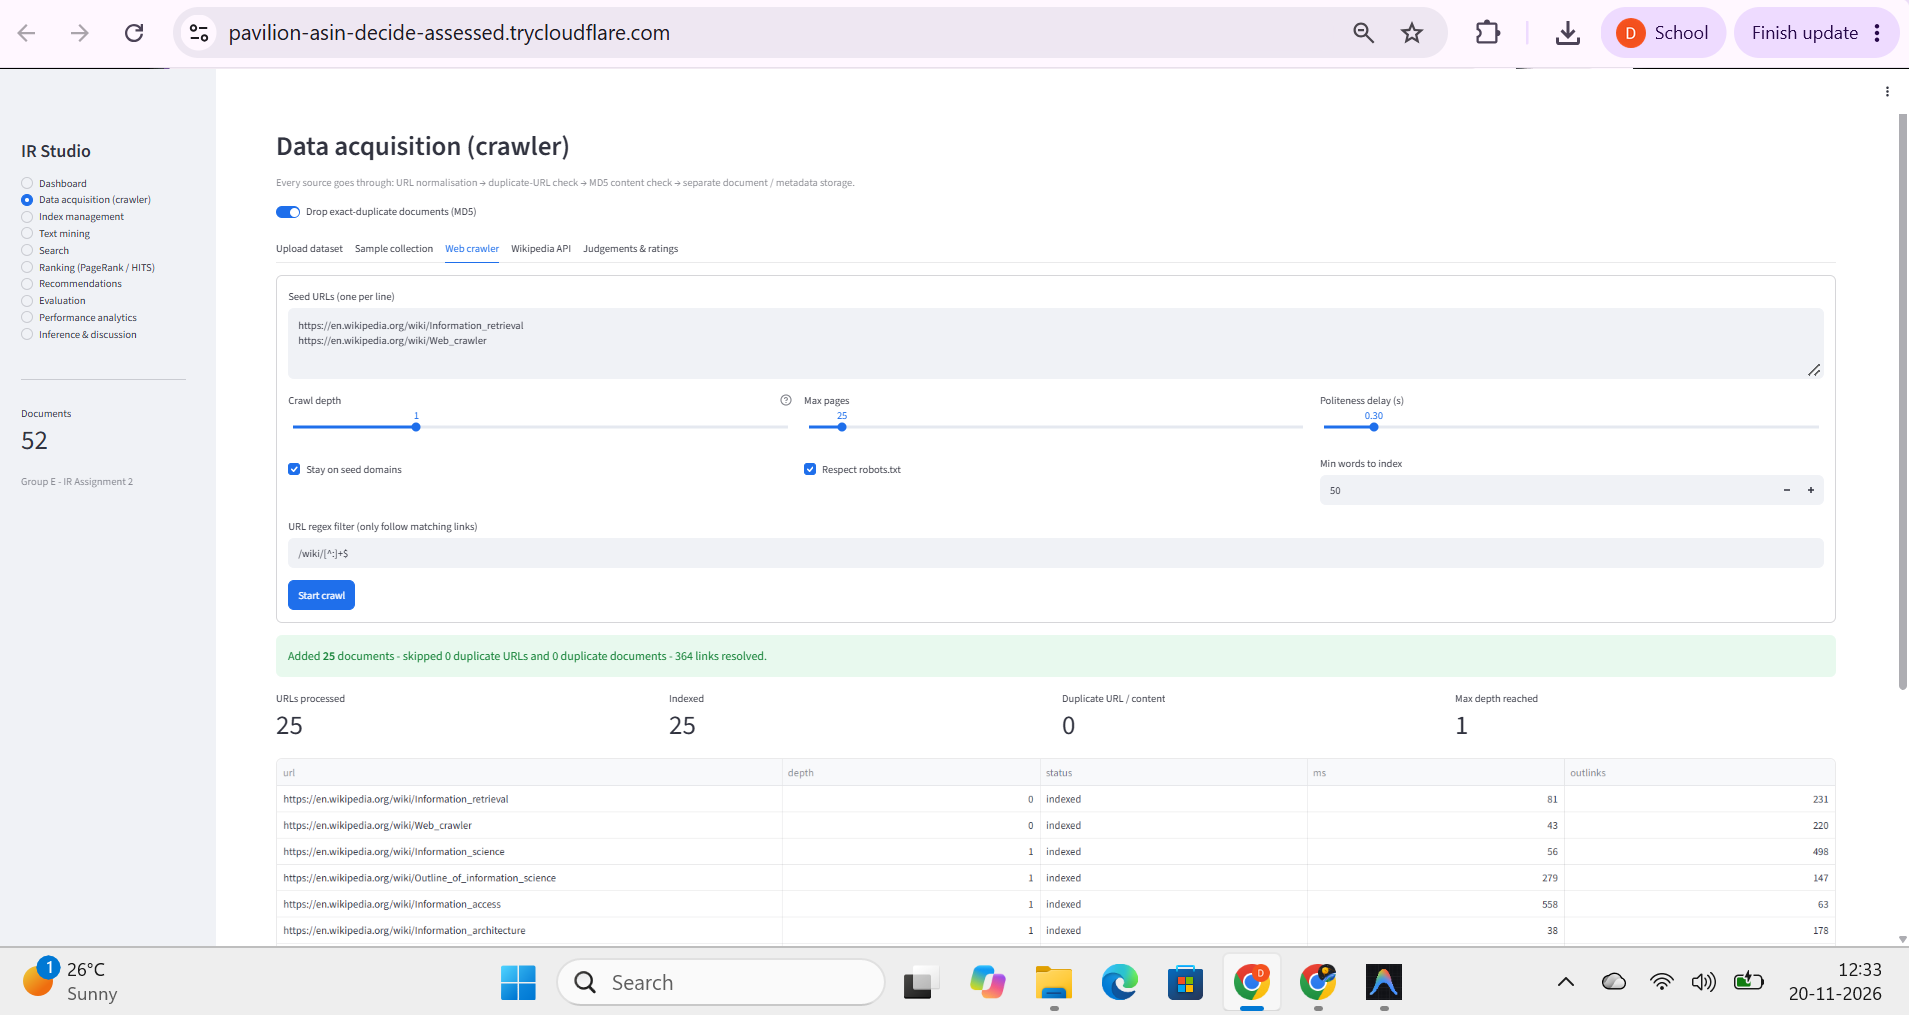 pavilion-asin-decide-assessed.trycloudflare.com
D School
Finish update
IR Studio
Dashboard
Data acquisition (crawler)
Index management
Text mining
Search
Ranking (PageRank / HITS)
Recommendations
Evaluation
Performance analytics
Inference & discussion
Documents
52
Group E - IR Assignment 2
Data acquisition (crawler)
Every source goes through: URL normalisation → duplicate-URL check → MD5 content check → separate document / metadata storage.
Drop exact-duplicate documents (MD5)
Upload dataset Sample collection Web crawler Wikipedia API Judgements & ratings
Seed URLs (one per line)
https://en.wikipedia.org/wiki/Information_retrieval
https://en.wikipedia.org/wiki/Web_crawler
Crawl depth Max pages Politeness delay (s)
1 25 0.30
Stay on seed domains Respect robots.txt Min words to index
50 - +
URL regex filter (only follow matching links)
/wiki/[^:]+$
Start crawl
Added 25 documents - skipped 0 duplicate URLs and 0 duplicate documents - 364 links resolved.
URLs processed Indexed Duplicate URL / content Max depth reached
25 25 0 1
url depth status ms outlinks
https://en.wikipedia.org/wiki/Information_retrieval 0 indexed 81 231
https://en.wikipedia.org/wiki/Web_crawler 0 indexed 43 220
https://en.wikipedia.org/wiki/Information_science 1 indexed 56 498
https://en.wikipedia.org/wiki/Outline_of_information_science 1 indexed 279 147
https://en.wikipedia.org/wiki/Information_access 1 indexed 558 63
https://en.wikipedia.org/wiki/Information_architecture 1 indexed 38 178
1
26°C
Sunny
Search
D
12:33
20-11-2026